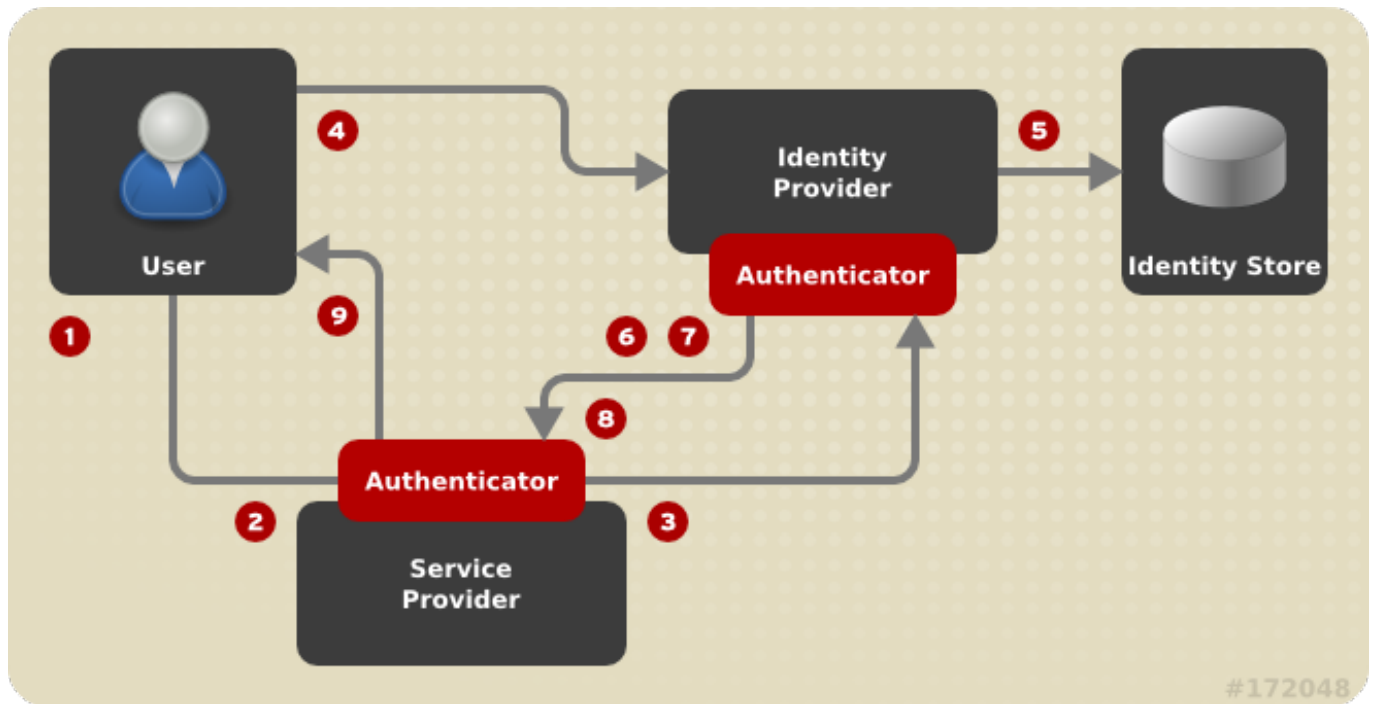 4
5
Identity
Provider
User
Identity Store
Authenticator
1
9
6
7
8
Authenticator
2
3
Service
Provider
#172048